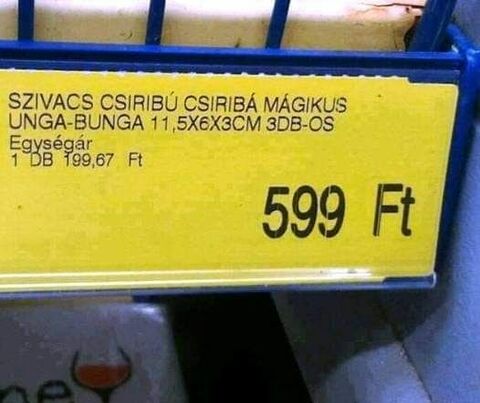 SZIVACS CSIRIBÚ CSIRIBÁ MÁGIKUS
UNGA-BUNGA 11,5X6X3CM 3DB-OS
Egységár
1 DB 199,67 Ft
599 Ft